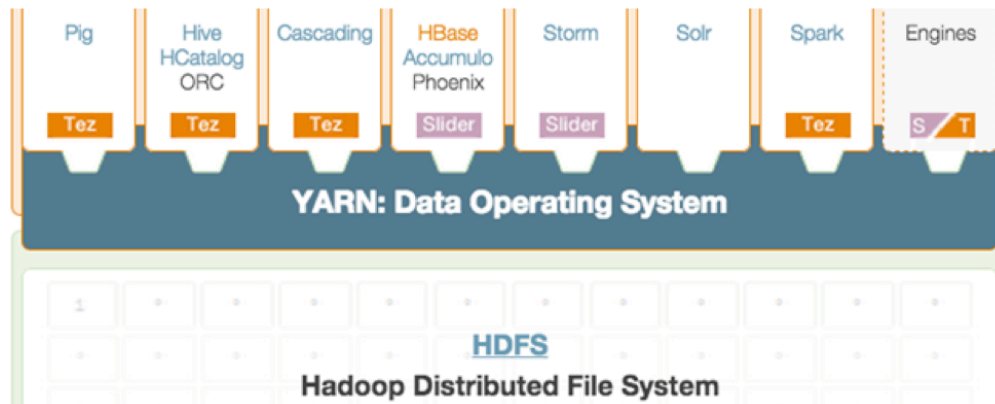 Pig
Hive
HCatalog
ORC
Cascading
HBase
Accumulo
Phoenix
Storm
Solr
Spark
Engines
Tez
Tez
Tez
Slider
Slider
Tez
S T
YARN: Data Operating System
1
HDFS
Hadoop Distributed File System